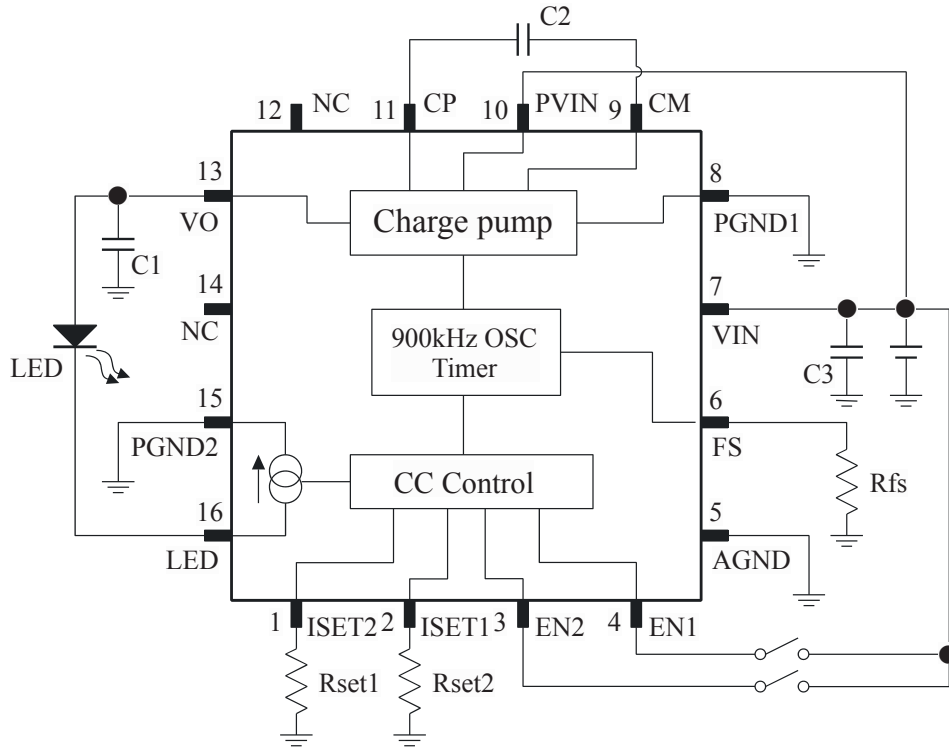 C2
12 NC
11 CP
10 PVIN
9 CM
13
VO
8
PGND1
Charge pump
C1
14
NC
7
VIN
900kHz OSC
Timer
LED
C3
15
PGND2
6
FS
CC Control
Rfs
16
LED
5
AGND
1 ISET2
2 ISET1
3 EN2
4 EN1
Rset1
Rset2